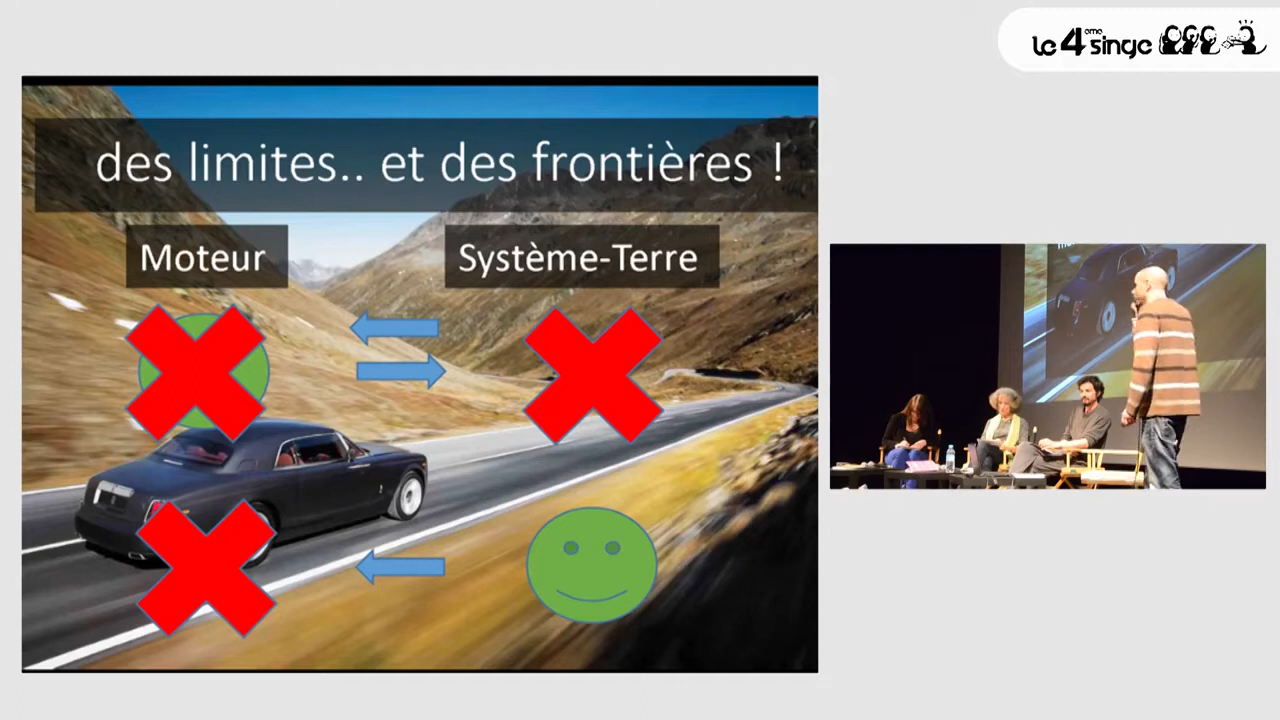 le 4ème singe
des limites.. et des frontières !
Moteur
Système-Terre